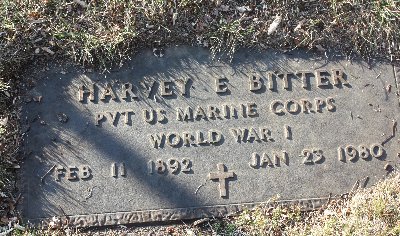 HARVEY E BITTER
PVT US MARINE CORPS
WORLD WAR I
FEB 11 1892 JAN 23 1980